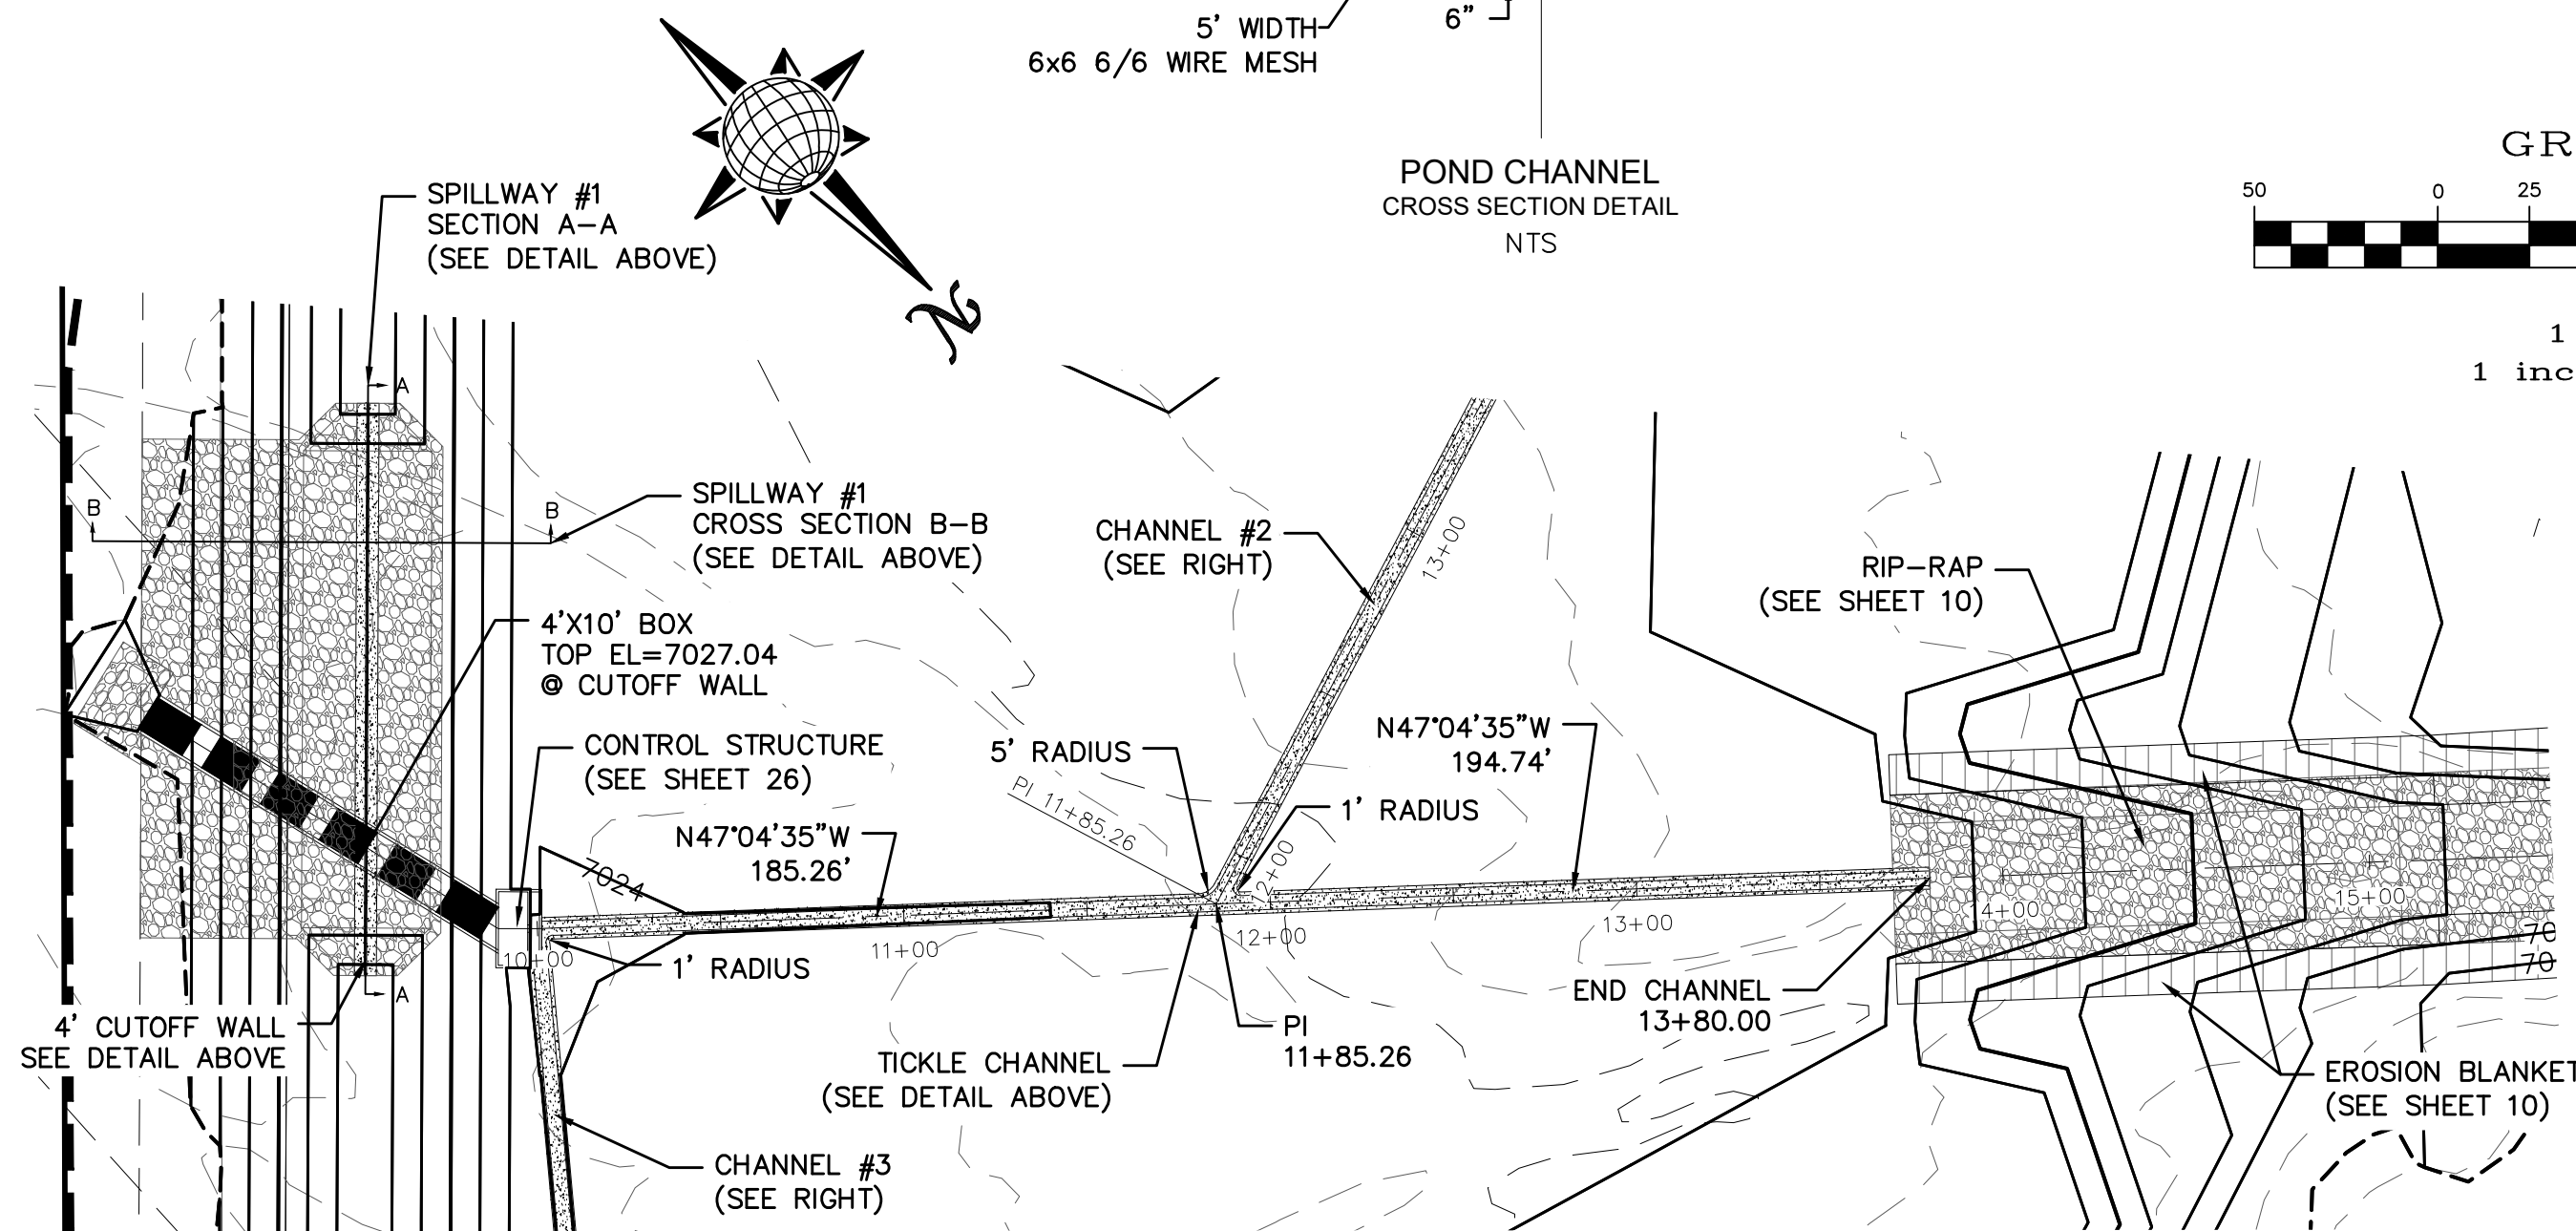 5' WIDTH
6x6 6/6 WIRE MESH
6"
POND CHANNEL
CROSS SECTION DETAIL
NTS
GR
50 0 25
1
1 inc
N
SPILLWAY #1
SECTION A-A
(SEE DETAIL ABOVE)
A
B
B
SPILLWAY #1
CROSS SECTION B-B
(SEE DETAIL ABOVE)
4'X10' BOX
TOP EL=7027.04
@ CUTOFF WALL
CONTROL STRUCTURE
(SEE SHEET 26)
CHANNEL #2
(SEE RIGHT)
13+00
RIP-RAP
(SEE SHEET 10)
5' RADIUS
PI 11+85.26
N47°04'35"W
194.74'
1' RADIUS
N47°04'35"W
185.26'
7024
12+00
10+00
11+00
12+00
13+00
14+00
15+00
1' RADIUS
A
4' CUTOFF WALL
SEE DETAIL ABOVE
END CHANNEL
13+80.00
PI
11+85.26
TICKLE CHANNEL
(SEE DETAIL ABOVE)
70
70
EROSION BLANKET
(SEE SHEET 10)
CHANNEL #3
(SEE RIGHT)